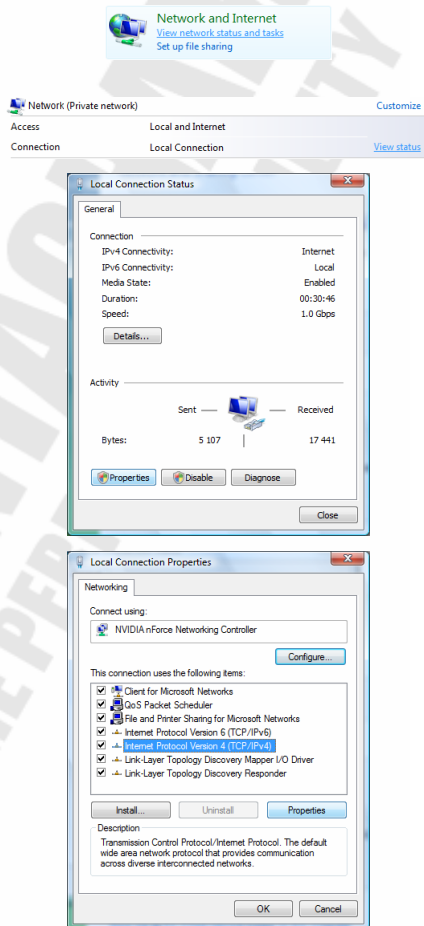 Network and Internet
View network status and tasks
Set up file sharing
Network (Private network) Customize
Access Local and Internet
Connection Local Connection View status
Local Connection Status
General
Connection
IPv4 Connectivity: Internet
IPv6 Connectivity: Local
Media State: Enabled
Duration: 00:30:46
Speed: 1.0 Gbps
Details...
Activity
Sent Received
Bytes: 5 107 17 441
Properties Disable Diagnose
Close
Local Connection Properties
Networking
Connect using:
NVIDIA nForce Networking Controller
Configure...
This connection uses the following items:
Client for Microsoft Networks
QoS Packet Scheduler
File and Printer Sharing for Microsoft Networks
Internet Protocol Version 6 (TCP/IPv6)
Internet Protocol Version 4 (TCP/IPv4)
Link-Layer Topology Discovery Mapper I/O Driver
Link-Layer Topology Discovery Responder
Install... Uninstall Properties
Description
Transmission Control Protocol/Internet Protocol. The default
wide area network protocol that provides communication
across diverse interconnected networks.
OK Cancel